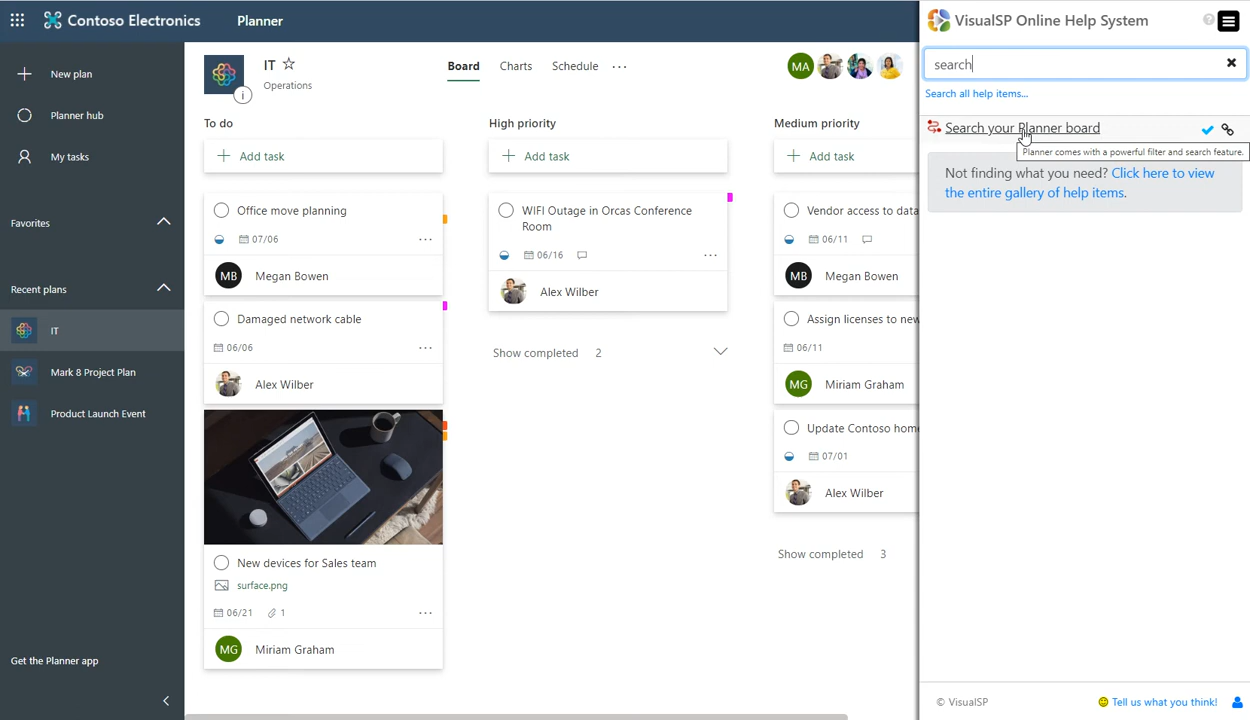 Contoso Electronics
Planner
New plan
Planner hub
My tasks
Favorites
Recent plans
IT
Mark 8 Project Plan
Product Launch Event
Get the Planner app
IT
Operations
i
Board
Charts
Schedule
MA
To do
Add task
Office move planning
07/06
MB
Megan Bowen
Damaged network cable
06/06
Alex Wilber
New devices for Sales team
surface.png
06/21
1
MG
Miriam Graham
High priority
Add task
WIFI Outage in Orcas Conference
Room
06/16
Alex Wilber
Show completed 2
Medium priority
Add task
Vendor access to data
06/11
MB
Megan Bowen
Assign licenses to new
06/11
MG
Miriam Graham
Update Contoso home
07/01
Alex Wilber
Show completed 3
VisualSP Online Help System
?
search
Search all help items...
Search your Planner board
Planner comes with a powerful filter and search feature.
Not finding what you need? Click here to view
the entire gallery of help items.
© VisualSP
Tell us what you think!